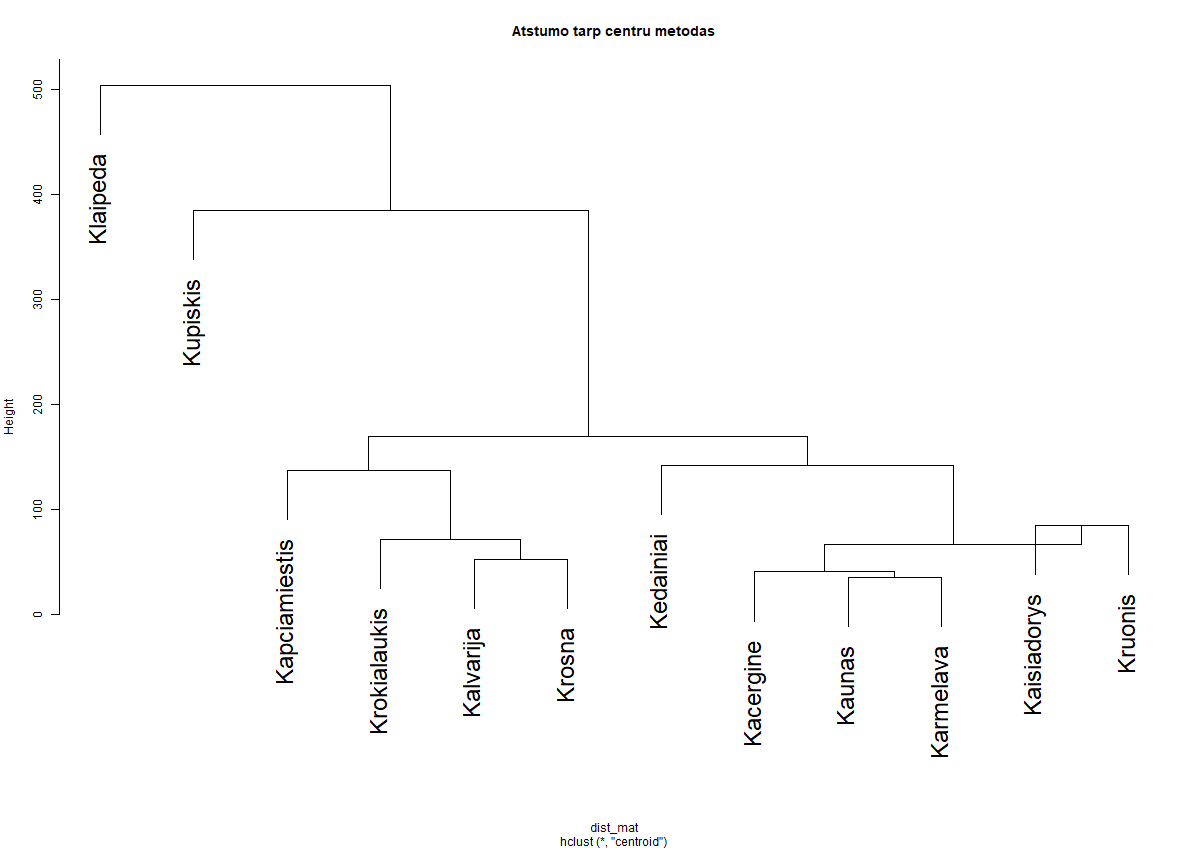 Atstumo tarp centru metodas
Height
0
100
200
300
400
500
Klaipeda
Kupiskis
Kapciamiestis
Krokialaukis
Kalvarija
Krosna
Kedainiai
Kacergine
Kaunas
Karmelava
Kaisiadorys
Kruonis
dist_mat
hclust (*, "centroid")